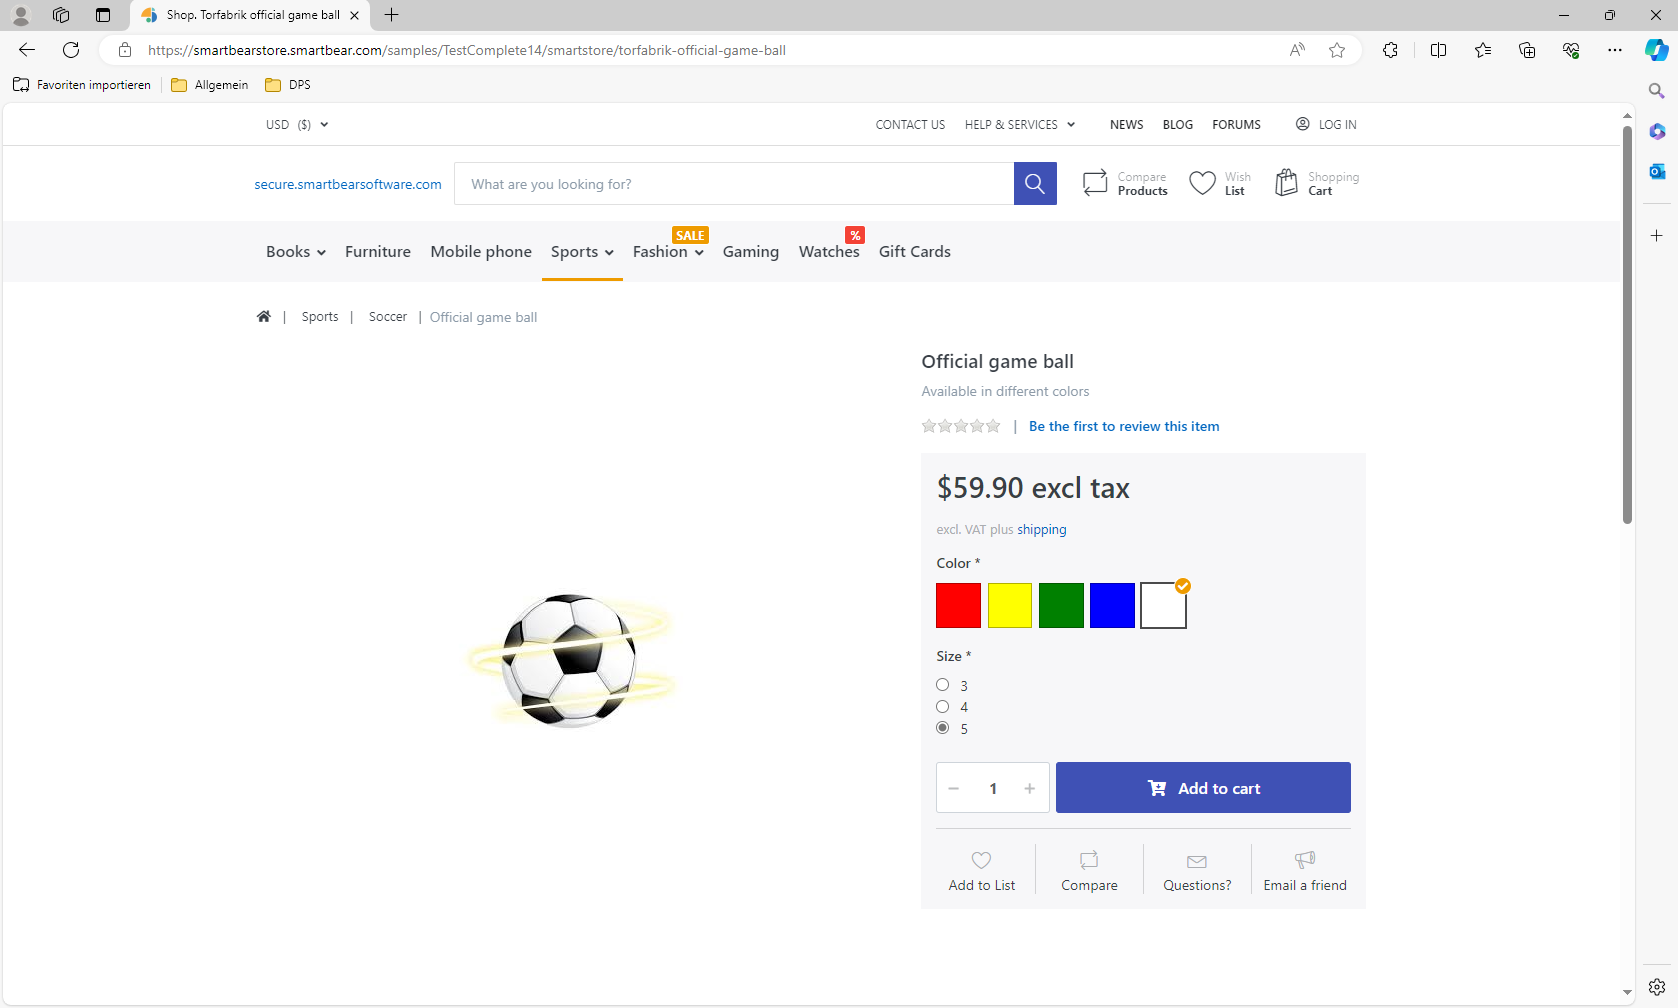 Shop. Torfabrik official game ball
https://smartbearstore.smartbear.com/samples/TestComplete14/smartstore/torfabrik-official-game-ball
Favoriten importieren
Allgemein
DPS
USD ($)
CONTACT US
HELP & SERVICES
NEWS
BLOG
FORUMS
LOG IN
secure.smartbearsoftware.com
What are you looking for?
Compare
Products
Wish
List
Shopping
Cart
SALE
%
Books
Furniture
Mobile phone
Sports
Fashion
Gaming
Watches
Gift Cards
| Sports | Soccer | Official game ball
Official game ball
Available in different colors
| Be the first to review this item
$59.90 excl tax
excl. VAT plus shipping
Color *
Size *
3
4
5
1
Add to cart
Add to List
Compare
Questions?
Email a friend